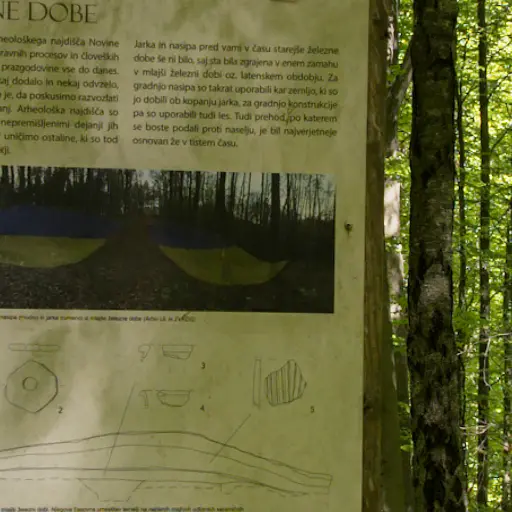 NE DOBE
heološkega najdišča Novine
ravnih procesov in človeških
prazgodovine vse do danes.
saj dodalo in nekaj odvzelo,
je, da poskusimo razvozlati
anj. Arheološka najdišča so
nepremišljenimi dejanji jih
uničimo ostaline, ki so tod
Jarka in nasipa pred vami v času starejše železne
dobe še ni bilo, saj sta bila zgrajena v enem zamahu
v mlajši železni dobi oz. latenskem obdobju. Za
gradnjo nasipa so takrat uporabili kar zemljo, ki so
jo dobili ob kopanju jarka, za gradnjo konstrukcije
pa so uporabili tudi les. Tudi prehod, po katerem
se boste podali proti naselju, je bil najverjetneje
osnovan že v tistem času.
2
3
4
5